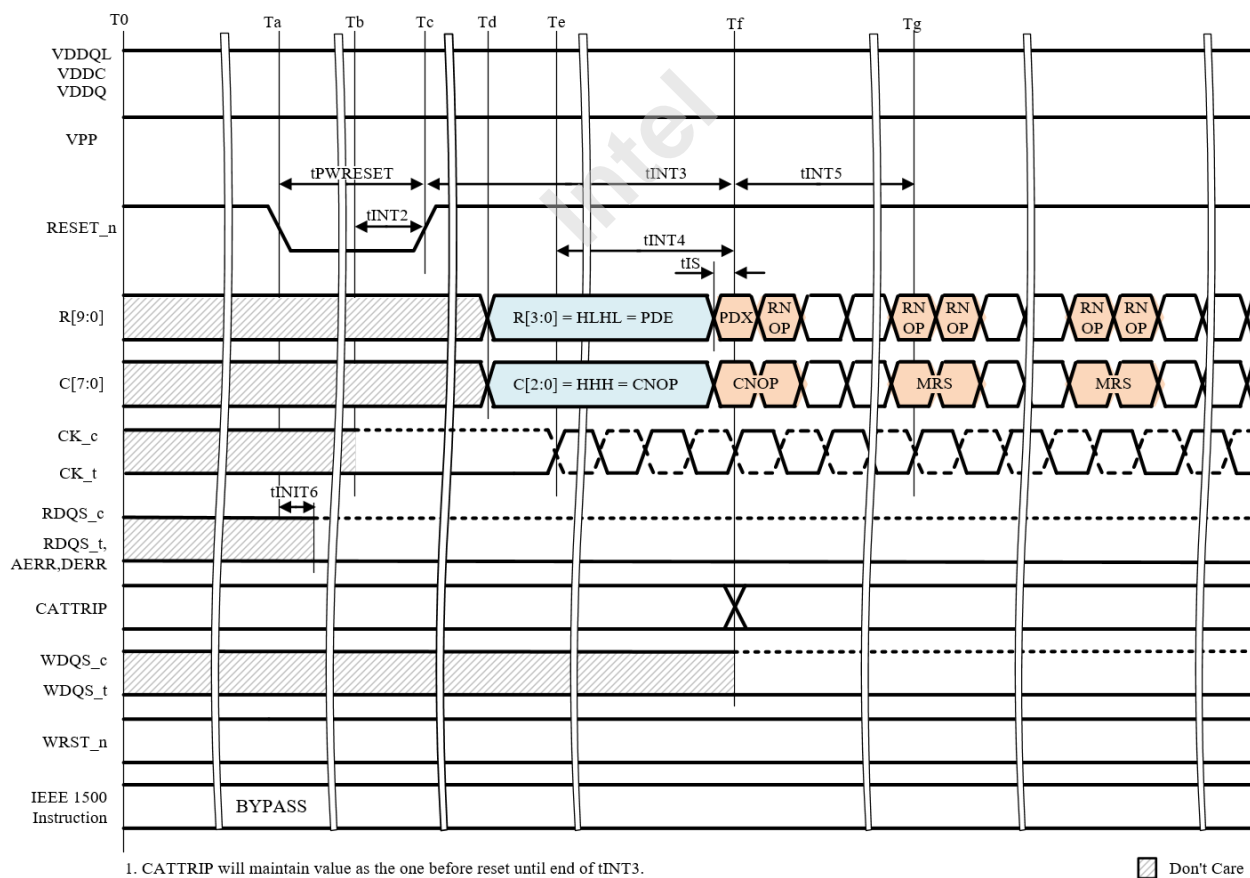 T0 Ta Tb Tc Td Te Tf Tg
VDDQL
VDDC
VDDQ
VPP
Intel
tPWRESET tINT3 tINT5
tINT2
RESET_n
tINT4
tIS
R[9:0] R[3:0] = HLHL = PDE PDX RN OP RN OP RN OP RN OP RN OP
C[7:0] C[2:0] = HHH = CNOP CNOP MRS MRS
CK_c
CK_t
tINIT6
RDQS_c
RDQS_t,
AERR,DERR
CATTRIP
WDQS_c
WDQS_t
WRST_n
IEEE 1500
Instruction
BYPASS
1. CATTRIP will maintain value as the one before reset until end of tINT3.
Don't Care